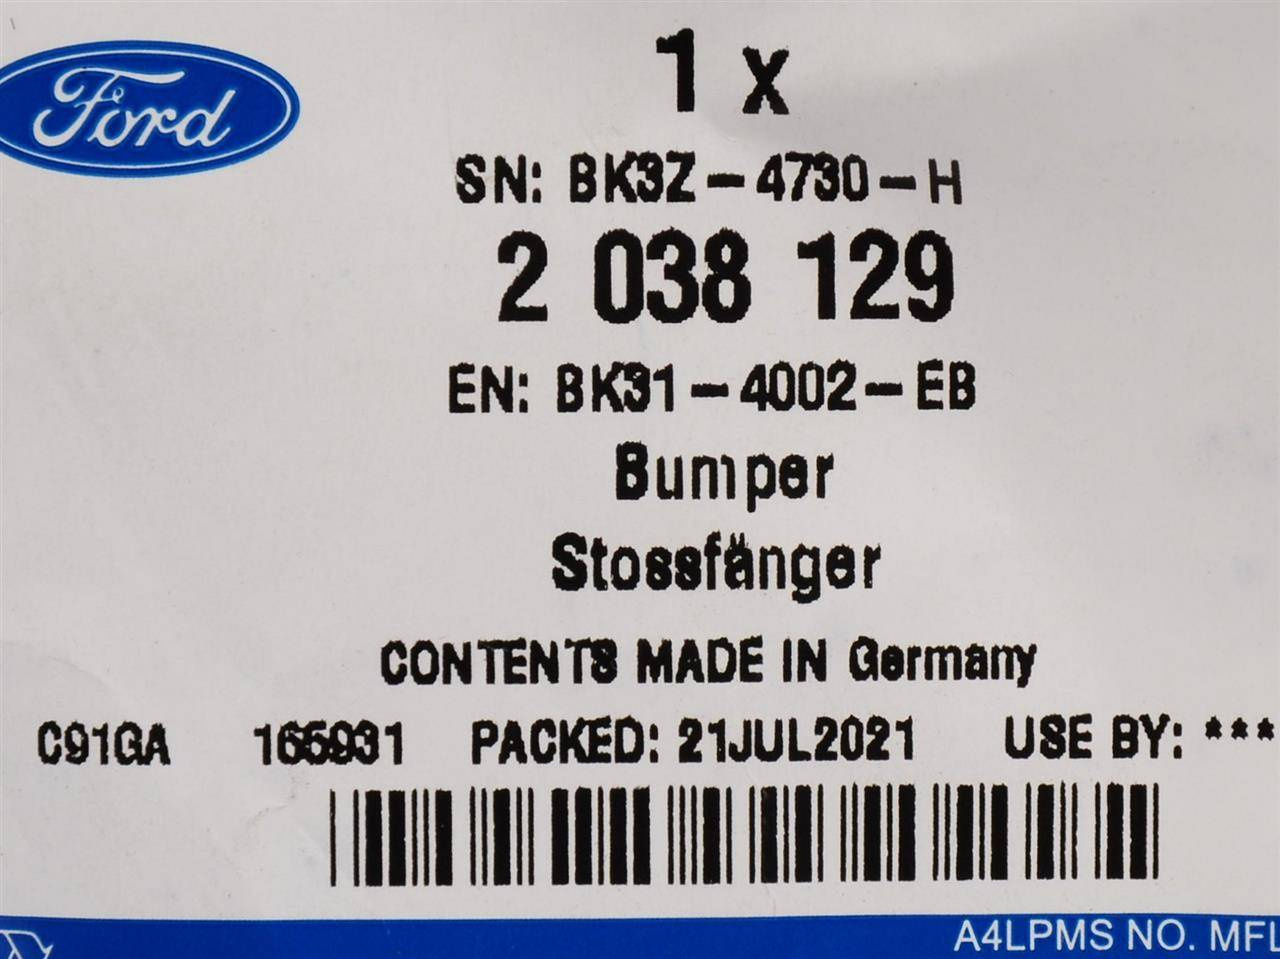 Ford
1 x
SN: BK3Z-4730-H
2 038 129
EN: BK31-4002-EB
Bumper
Stossfänger
CONTENTS MADE IN Germany
C91GA 165931 PACKED: 21JUL2021 USE BY: ***
A4LPMS NO. MFL